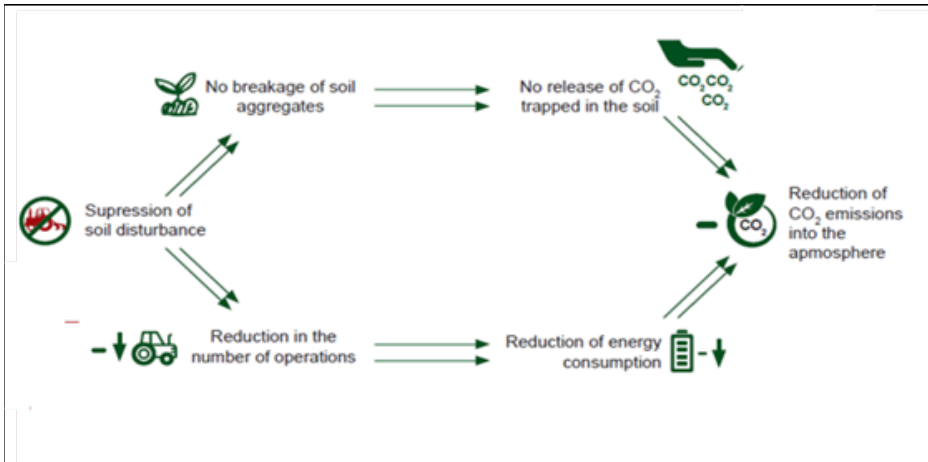 No breakage of soil
aggregates
No release of CO₂
trapped in the soil
CO₂CO₂
CO₂
Supression of
soil disturbance
CO₂
Reduction of
CO₂ emissions
into the
apmosphere
Reduction in the
number of operations
Reduction of energy
consumption